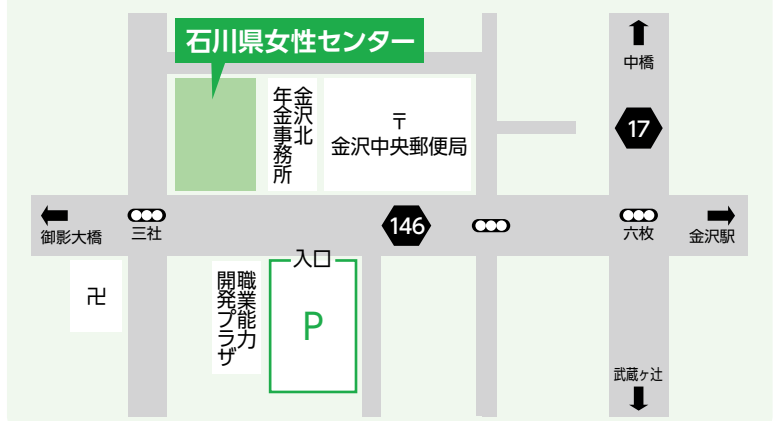 石川県女性センター
中橋
金沢北
年金事務所
〒
金沢中央郵便局
17
御影大橋
三社
146
六枚
金沢駅
卍
職業能力
開発プラザ
入口
P
武蔵ヶ辻